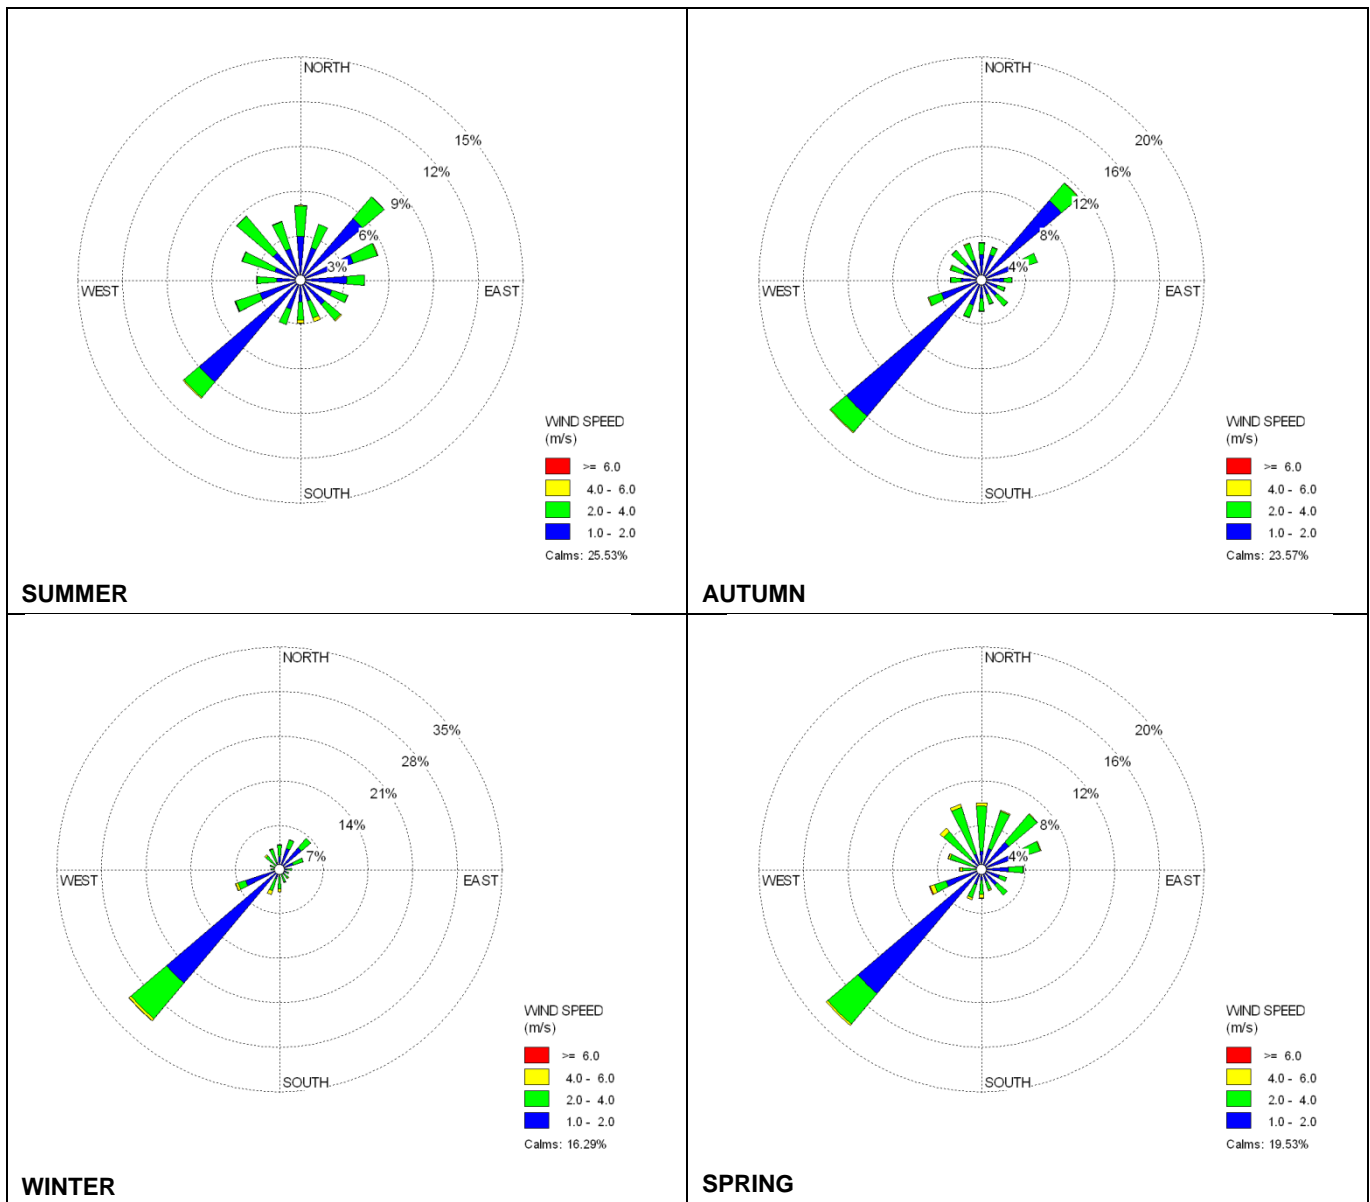 NORTH
15%
12%
9%
6%
3%
WEST
EAST
SOUTH
WIND SPEED
(m/s)
>= 6.0
4.0 - 6.0
2.0 - 4.0
1.0 - 2.0
Calms: 25.53%
SUMMER
NORTH
20%
16%
12%
8%
4%
WEST
EAST
SOUTH
WIND SPEED
(m/s)
>= 6.0
4.0 - 6.0
2.0 - 4.0
1.0 - 2.0
Calms: 23.57%
AUTUMN
NORTH
35%
28%
21%
14%
7%
WEST
EAST
SOUTH
WIND SPEED
(m/s)
>= 6.0
4.0 - 6.0
2.0 - 4.0
1.0 - 2.0
Calms: 16.29%
WINTER
NORTH
20%
16%
12%
8%
4%
WEST
EAST
SOUTH
WIND SPEED
(m/s)
>= 6.0
4.0 - 6.0
2.0 - 4.0
1.0 - 2.0
Calms: 19.53%
SPRING